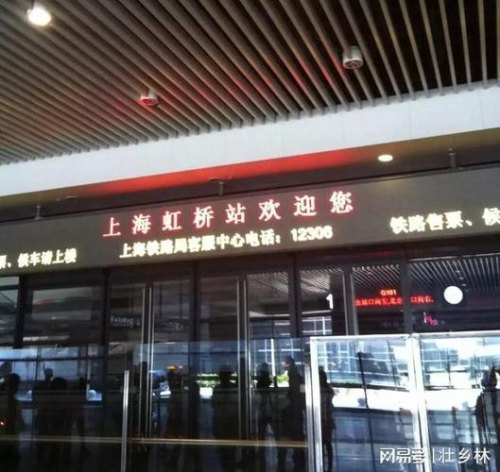 上海虹桥站欢迎您
票、候车请上楼
上海铁路局客服中心电话：12306
铁路售票、候
G101
网易号 | 壮乡林